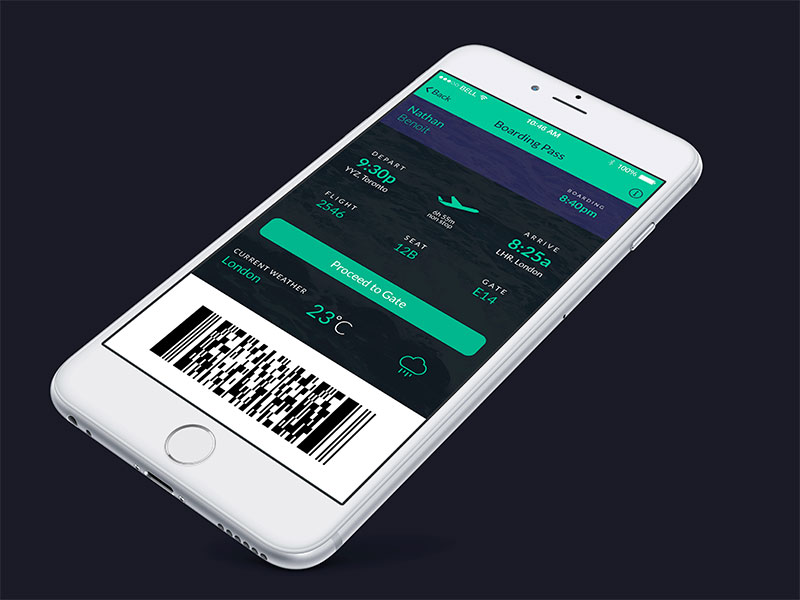 BELL 10:46 AM 100%
Back Boarding Pass
Nathan
Benoit
BOARDING
8:40pm
DEPART
9:30p
YYZ, Toronto
6h 55m
non stop
ARRIVE
8:25a
LHR, London
FLIGHT
2546
SEAT
12B
GATE
E14
Proceed to Gate
CURRENT WEATHER
London
23°C